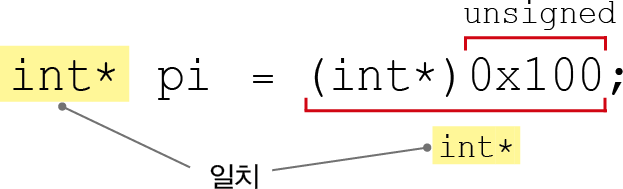 unsigned
int* pi = (int*)0x100;
int*
일치